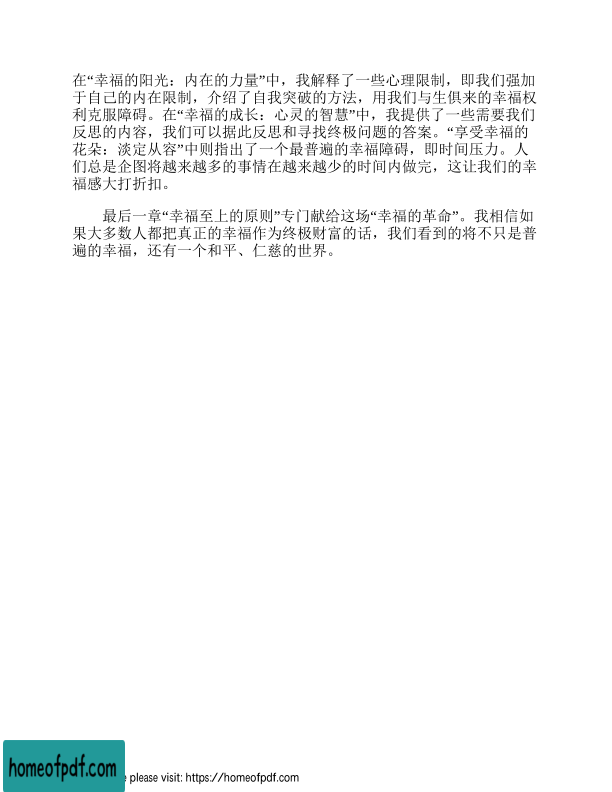 在“幸福的阳光：内在的力量”中，我解释了一些心理限制，即我们强加
于自己的内在限制，介绍了自我突破的方法，用我们与生俱来的幸福权
利克服障碍。在“幸福的成长：心灵的智慧”中，我提供了一些需要我们
反思的内容，我们可以据此反思和寻找终极问题的答案。“享受幸福的
花朵：淡定从容”中则指出了一个最普遍的幸福障碍，即时间压力。人
们总是企图将越来越多的事情在越来越少的时间内做完，这让我们的幸
福感大打折扣。
最后一章“幸福至上的原则”专门献给这场“幸福的革命”。我相信如
果大多数人都把真正的幸福作为终极财富的话，我们看到的将不只是普
遍的幸福，还有一个和平、仁慈的世界。
homeofpdf.com
please visit: https://homeofpdf.com